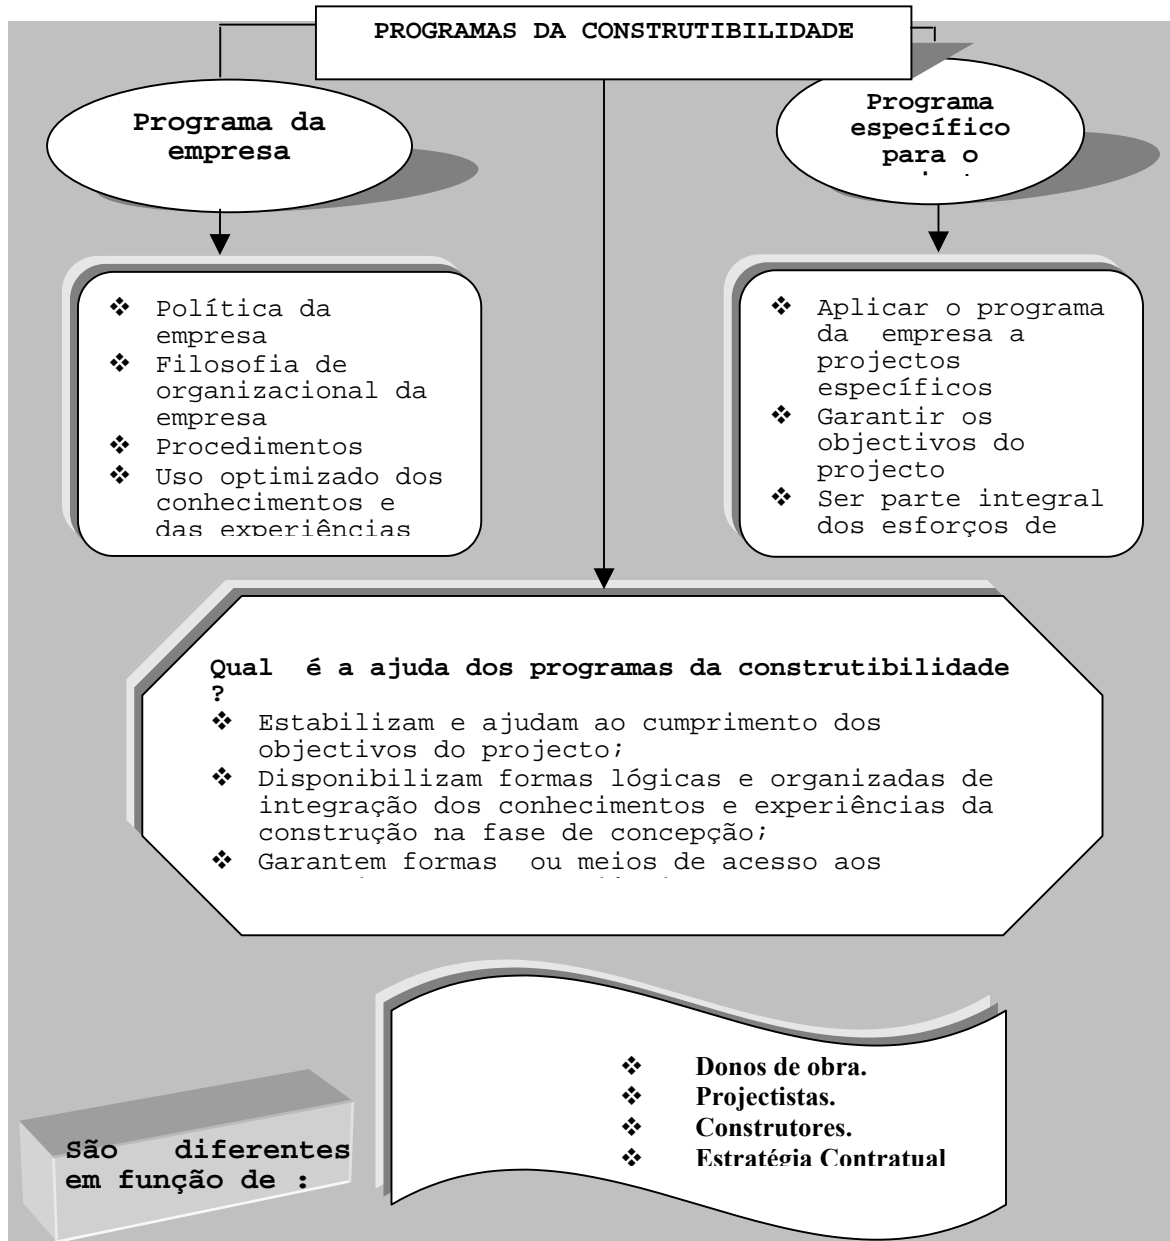 PROGRAMAS DA CONSTRUTIBILIDADE
Programa da
empresa
Programa
específico
para o
❖ Política da
empresa
❖ Filosofia de
organizacional da
empresa
❖ Procedimentos
❖ Uso optimizado dos
conhecimentos e
das experiências
❖ Aplicar o programa
da empresa a
projectos
específicos
❖ Garantir os
objectivos do
projecto
❖ Ser parte integral
dos esforços de
Qual é a ajuda dos programas da construtibilidade
?
❖ Estabilizam e ajudam ao cumprimento dos
objectivos do projecto;
❖ Disponibilizam formas lógicas e organizadas de
integração dos conhecimentos e experiências da
construção na fase de concepção;
❖ Garantem formas ou meios de acesso aos
❖ Donos de obra.
❖ Projectistas.
❖ Construtores.
❖ Estratégia Contratual
São diferentes
em função de :